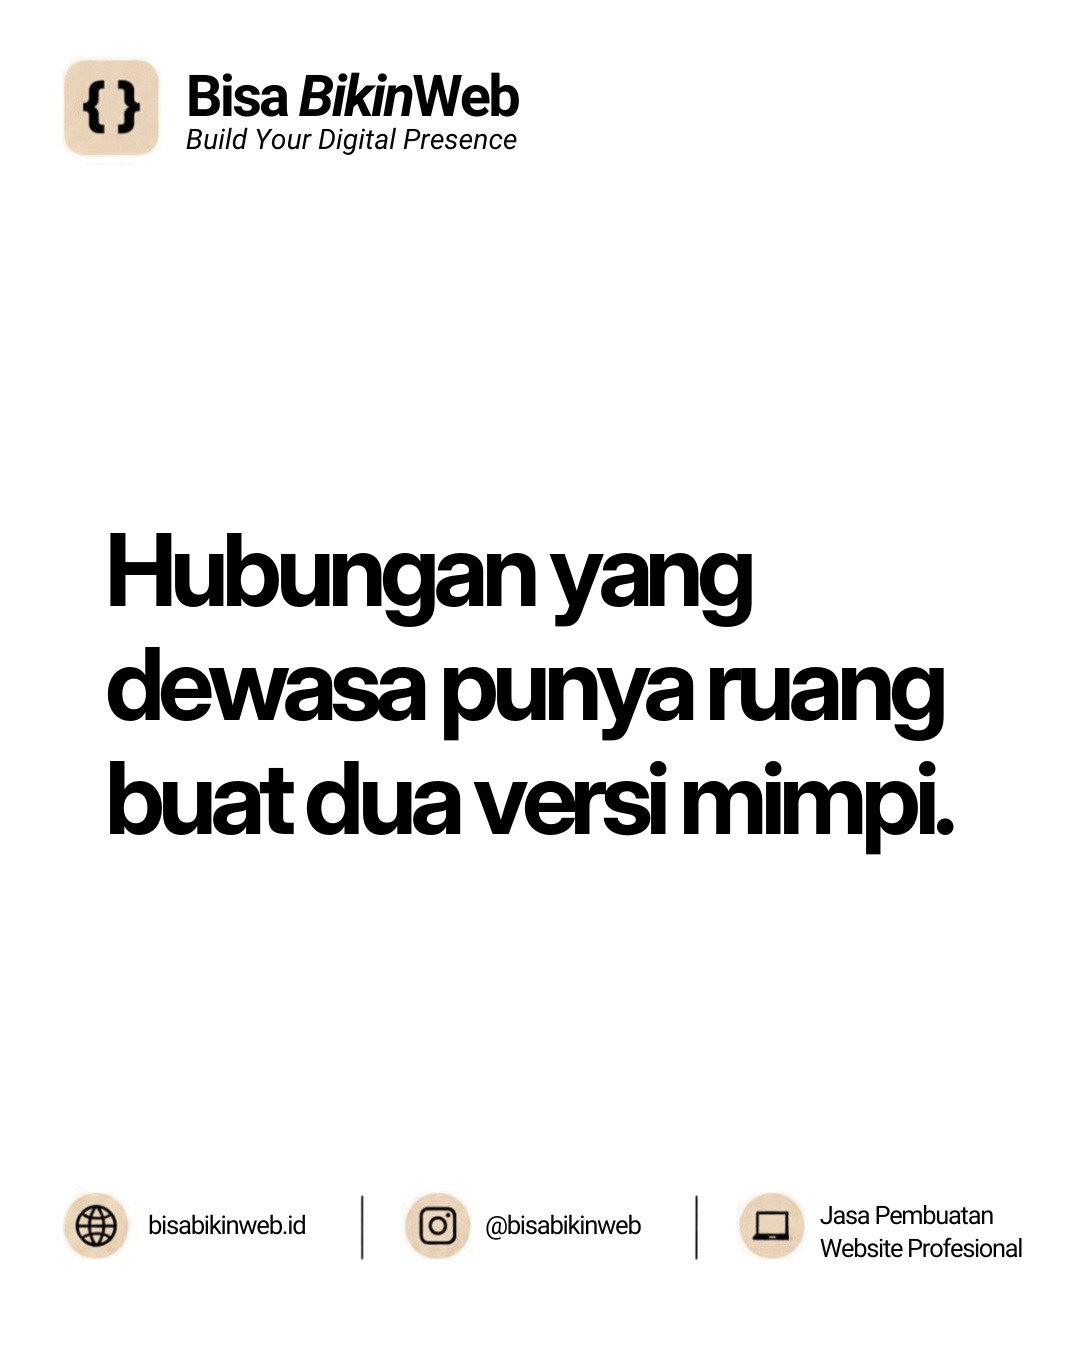 { }
Bisa BikinWeb
Build Your Digital Presence
Hubungan yang
dewasa punya ruang
buat dua versi mimpi.
bisabikinweb.id
@bisabikinweb
Jasa Pembuatan
Website Profesional